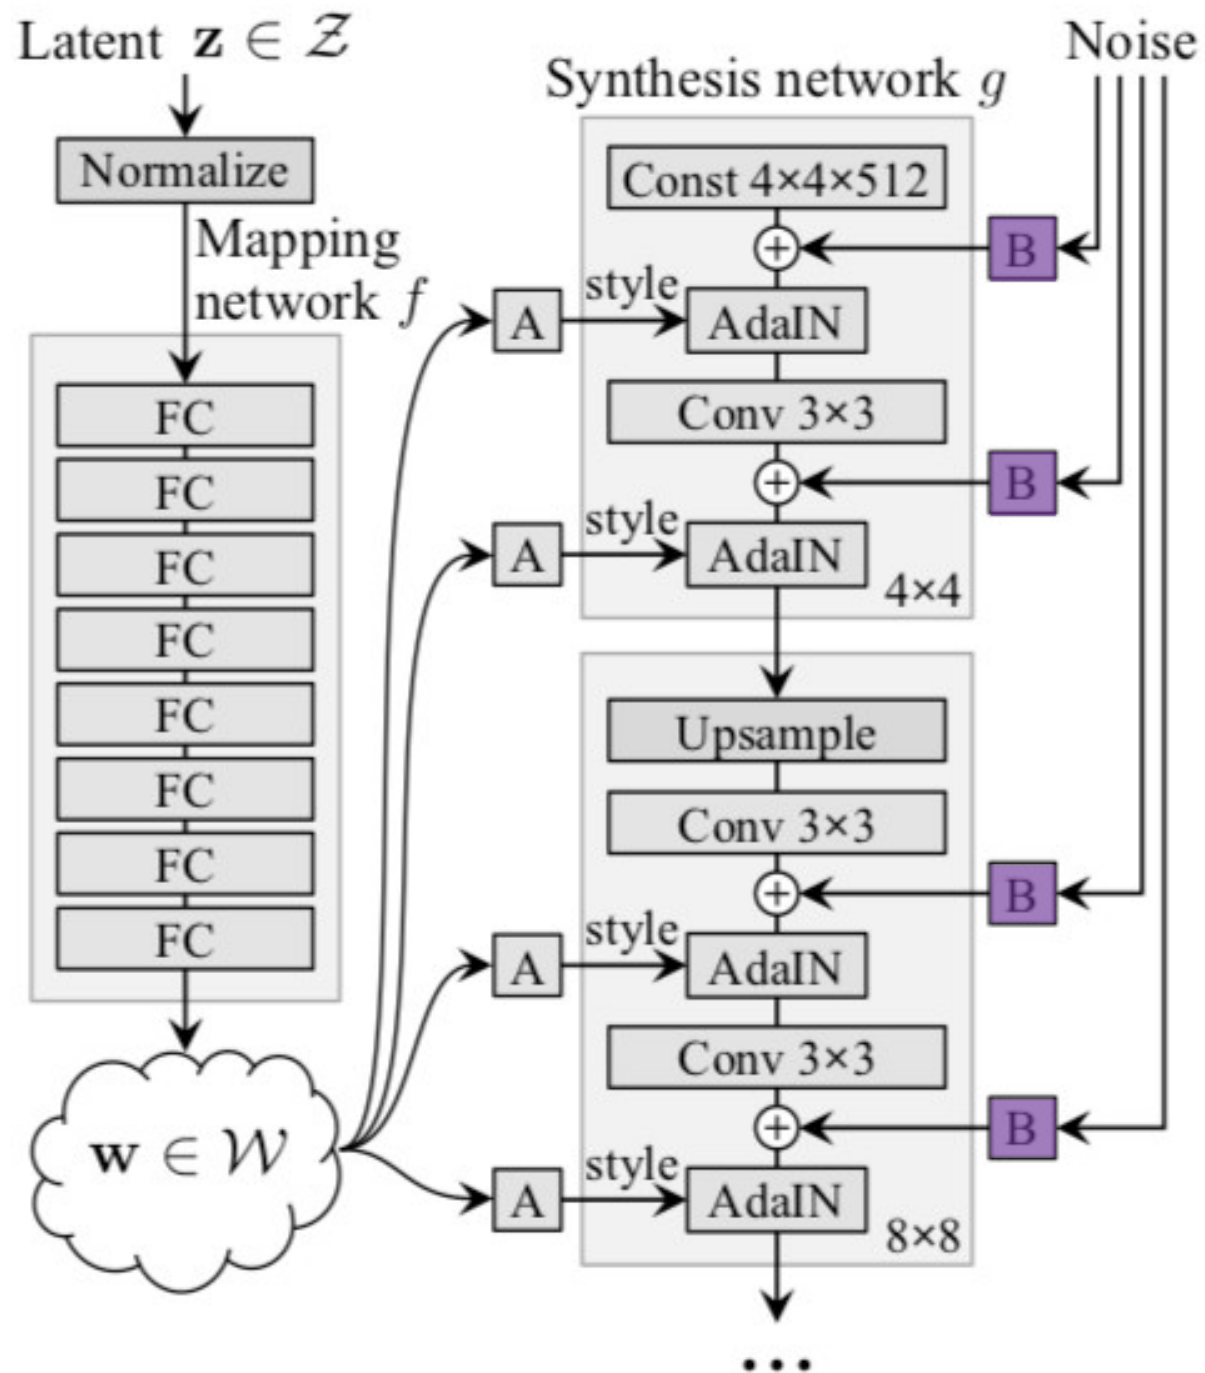 Latent z ∈ 𝒵
Normalize
Mapping
network f
FC
FC
FC
FC
FC
FC
FC
FC
w ∈ 𝒲
Synthesis network g
Noise
Const 4×4×512
B
A
style
AdaIN
Conv 3×3
B
A
style
AdaIN
4×4
Upsample
Conv 3×3
B
A
style
AdaIN
Conv 3×3
B
A
style
AdaIN
8×8
...